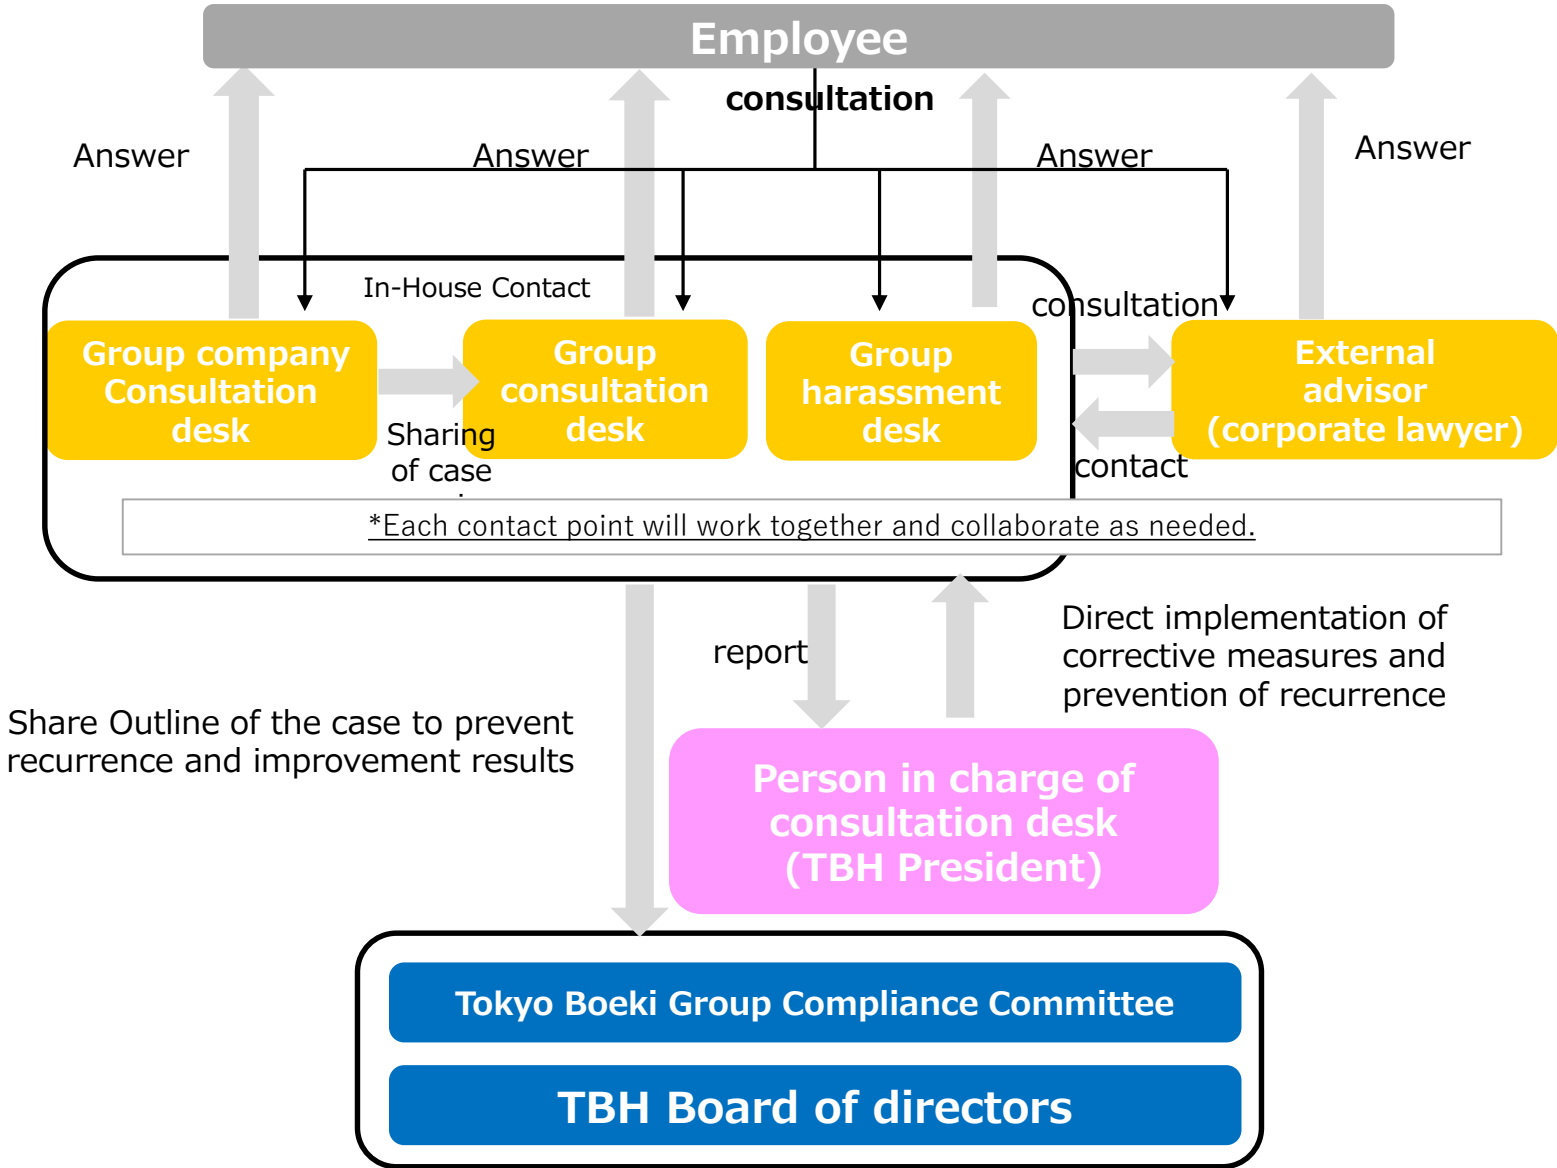 Employee
consultation
Answer
Answer
Answer
Answer
In-House Contact
consultation
Group company
Consultation
desk
Group
consultation
desk
Group
harassment
desk
External
advisor
(corporate lawyer)
Sharing
of case
contact
*Each contact point will work together and collaborate as needed.
report
Direct implementation of
corrective measures and
prevention of recurrence
Share Outline of the case to prevent
recurrence and improvement results
Person in charge of
consultation desk
(TBH President)
Tokyo Boeki Group Compliance Committee
TBH Board of directors